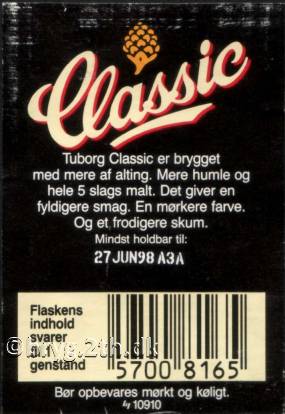 Classic
Tuborg Classic er brygget
med mere af alting. Mere humle og
hele 5 slags malt. Det giver en
fyldigere smag. En mørkere farve.
Og et frodigere skum.
Mindst holdbar til:
27JUN98 A3A
Flaskens
indhold
svarer
genstand
5700 8165
Bør opbevares mørkt og køligt.
10910